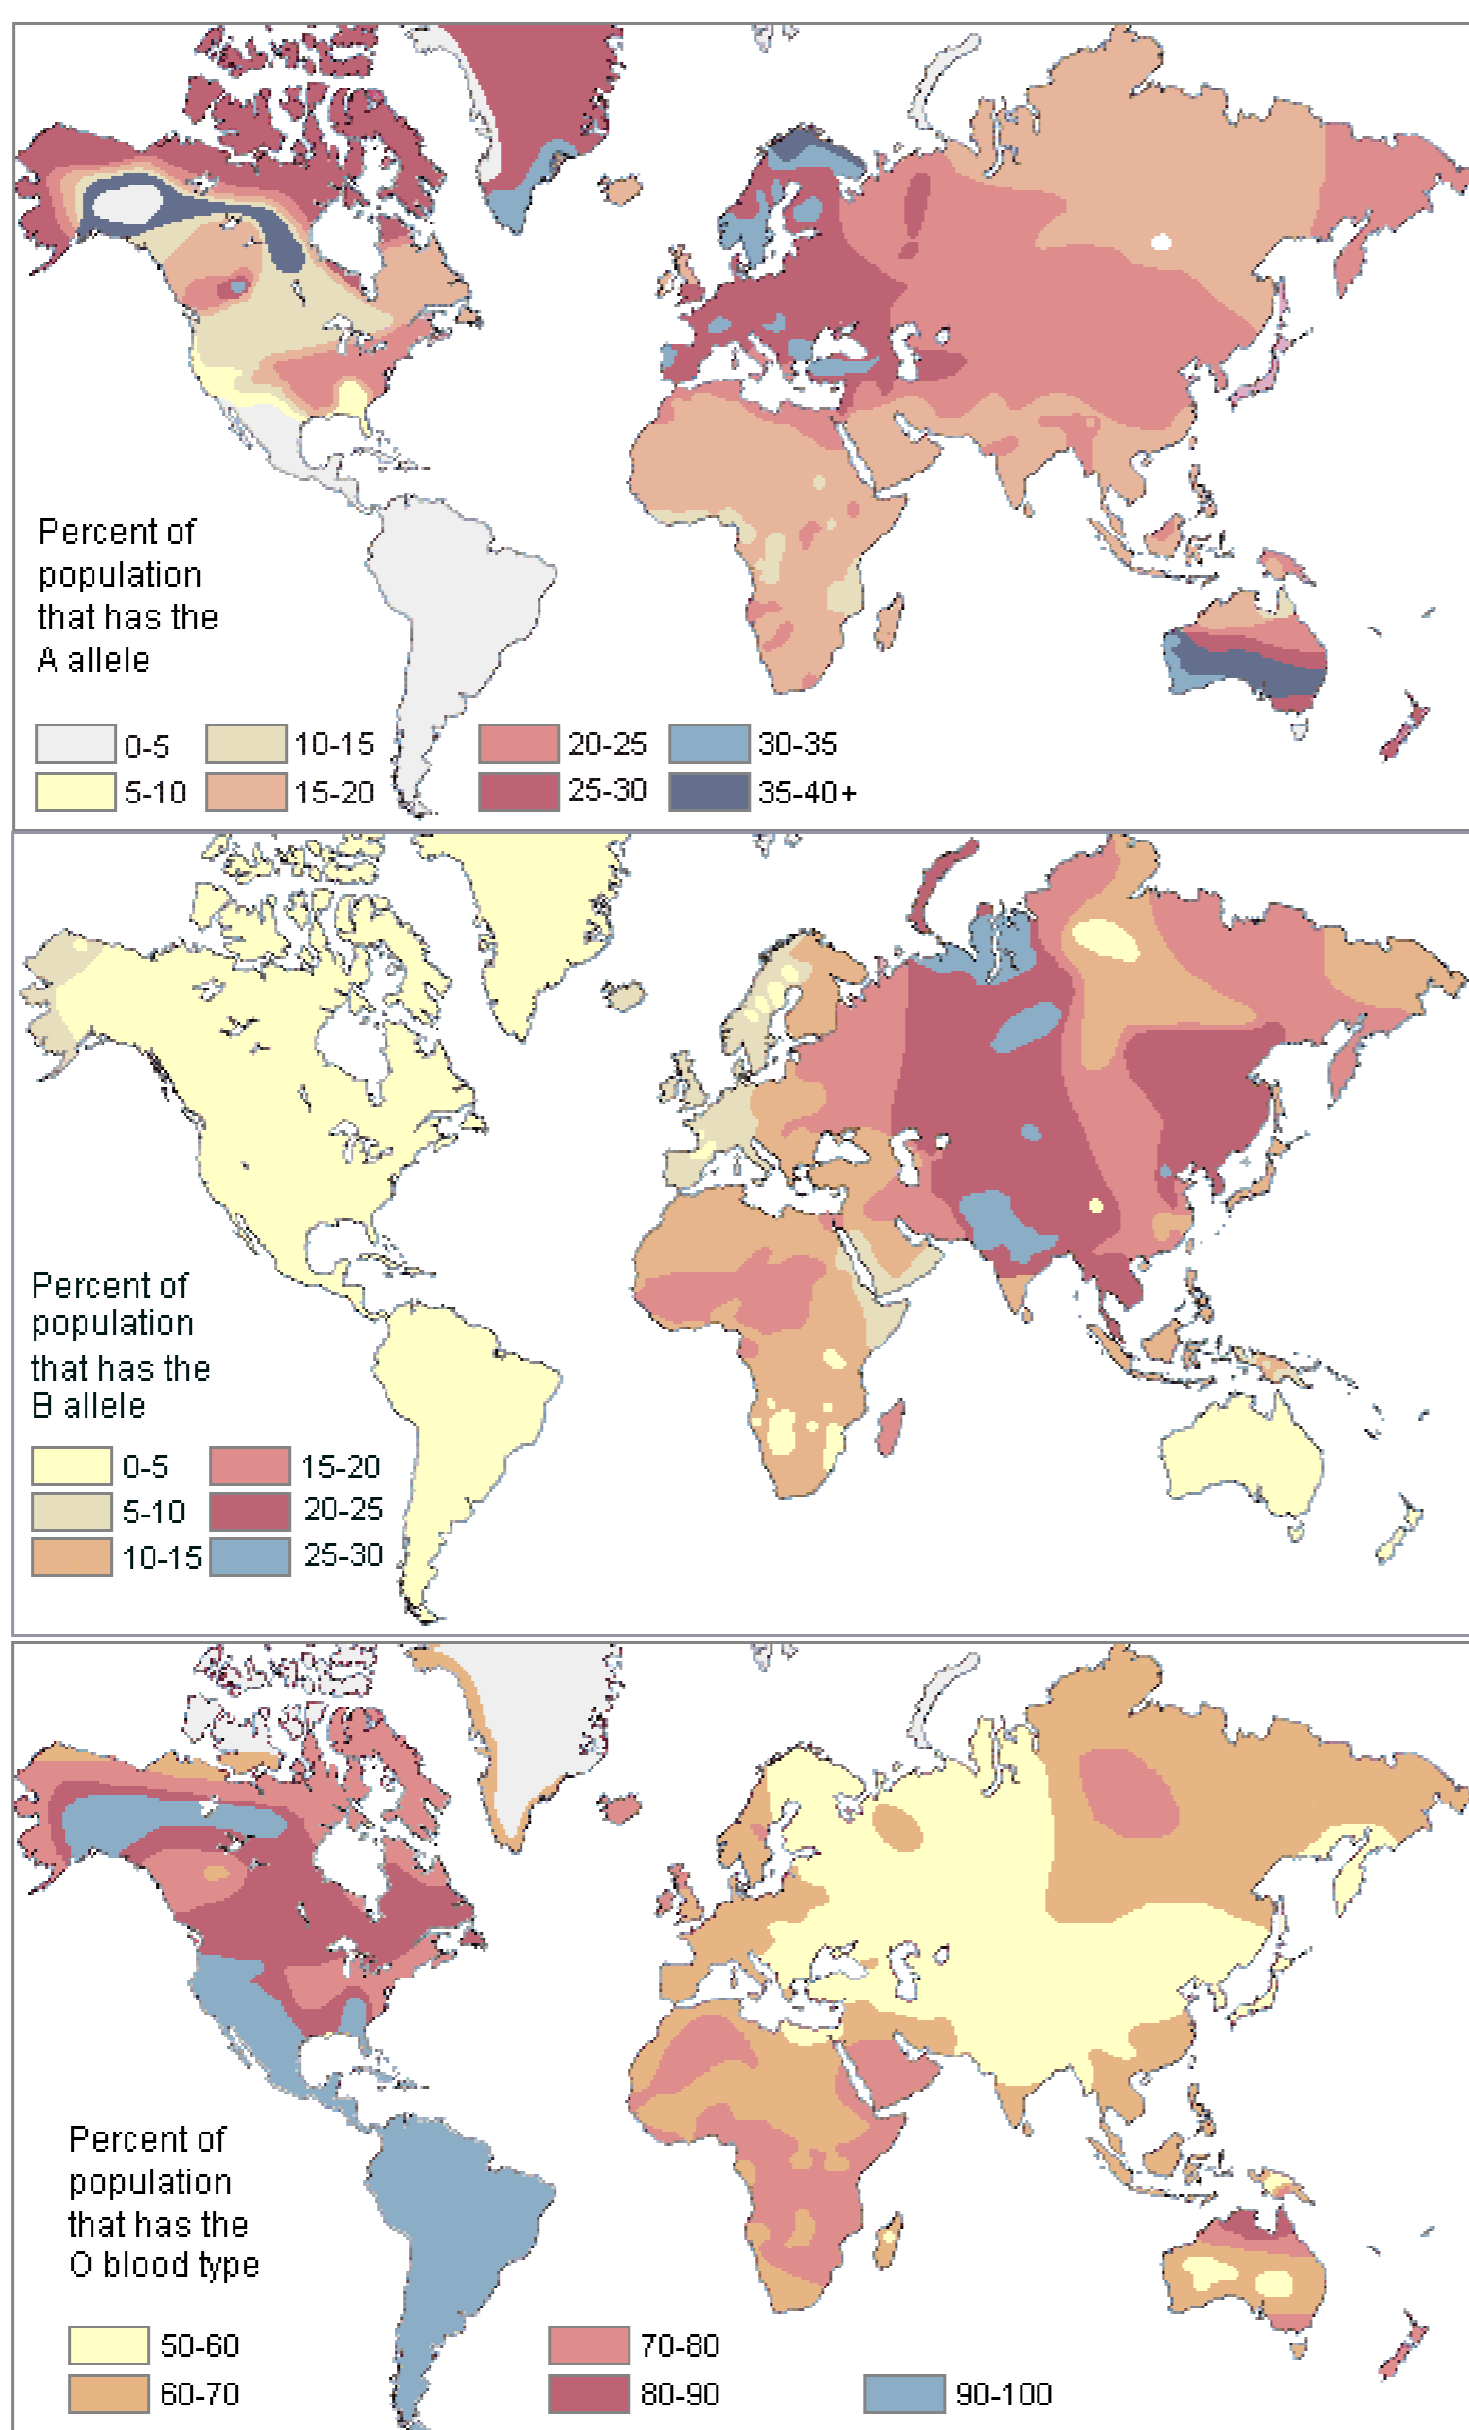 Percent of
population
that has the
A allele
0-5
10-15
20-25
30-35
5-10
15-20
25-30
35-40+
Percent of
population
that has the
B allele
0-5
15-20
5-10
20-25
10-15
25-30
Percent of
population
that has the
O blood type
50-60
70-80
60-70
80-90
90-100